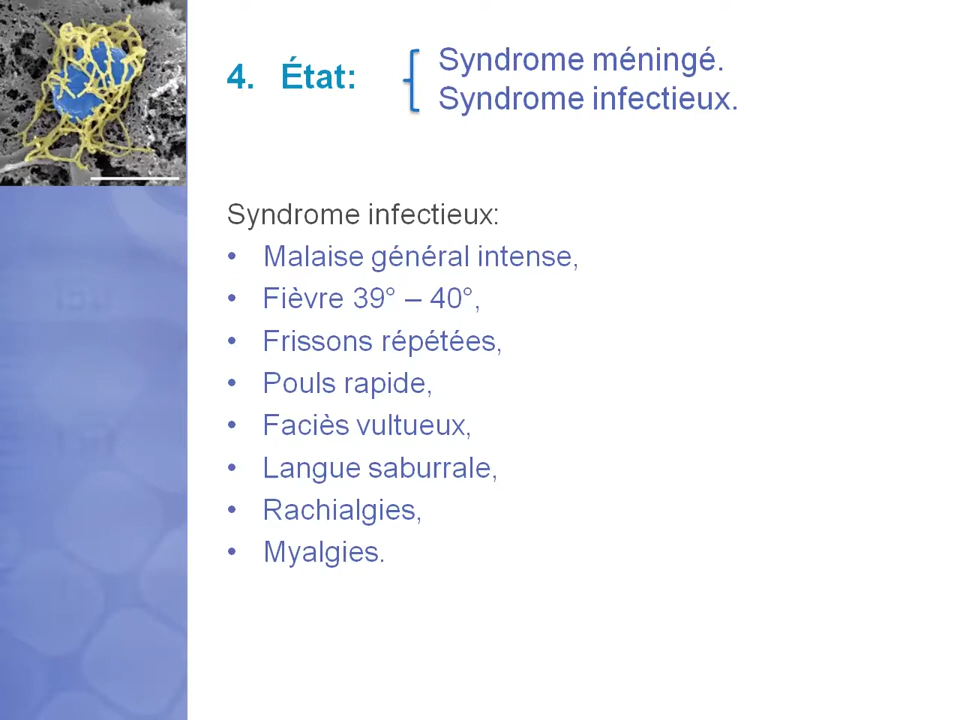 4. État:
Syndrome méningé.
Syndrome infectieux.
Syndrome infectieux:
• Malaise général intense,
• Fièvre 39° – 40°,
• Frissons répétées,
• Pouls rapide,
• Faciès vultueux,
• Langue saburrale,
• Rachialgies,
• Myalgies.